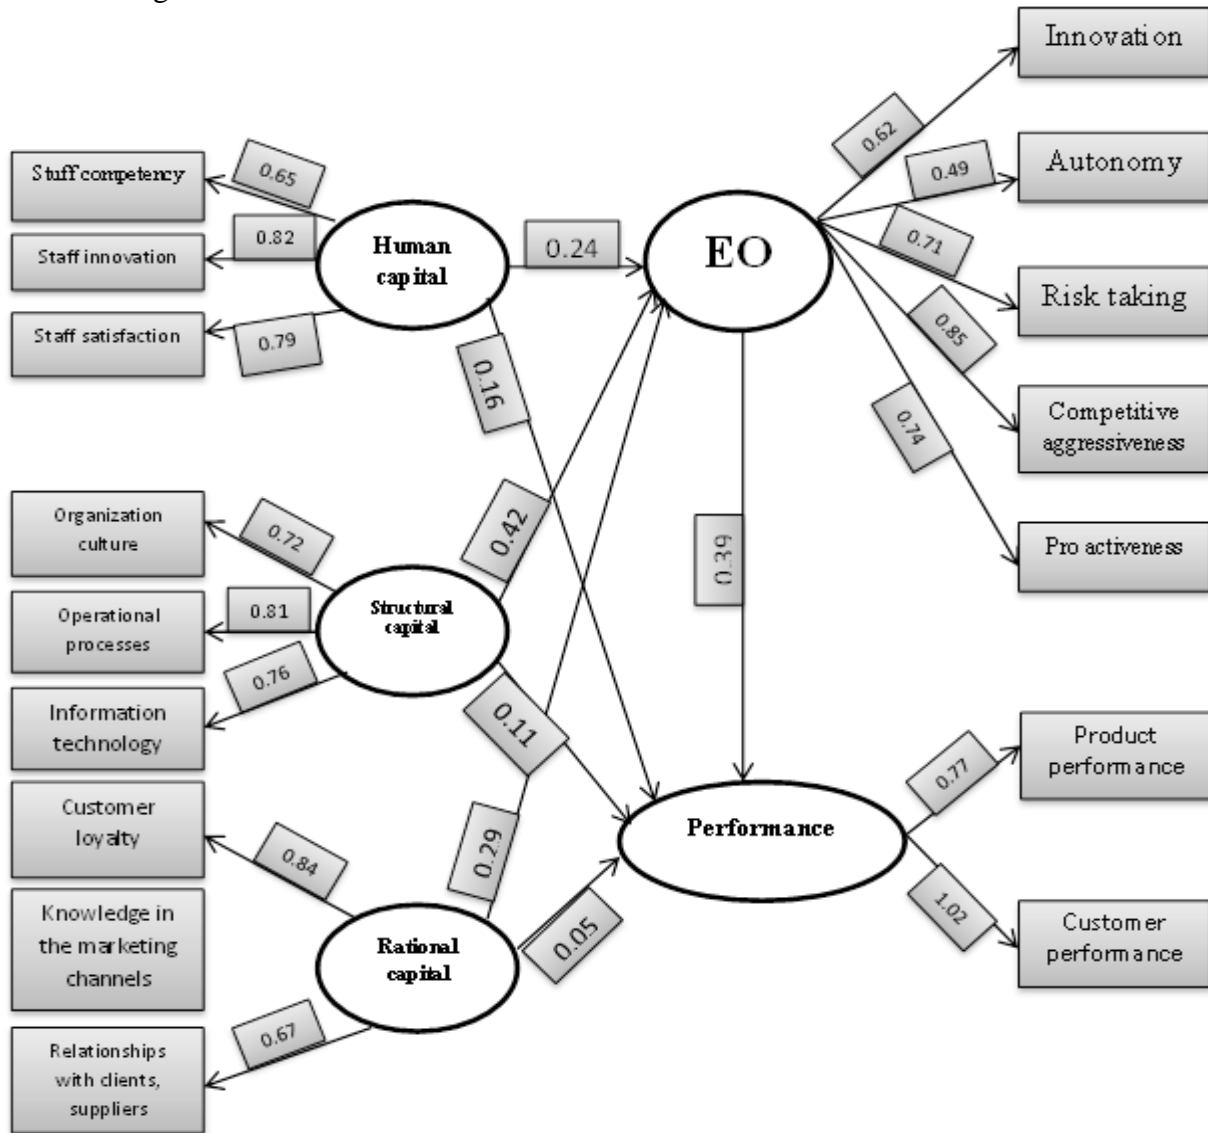 Innovation
0.62
Autonomy
0.49
Stuff competency
0.65
Staff innovation
0.82
Human
capital
0.24
EO
0.71
Risk taking
Staff satisfaction
0.79
0.16
0.85
Competitive
aggressiveness
0.74
Organization
culture
0.72
0.42
0.39
Pro activeness
Operational
processes
0.81
Structural
capital
0.76
Information
technology
0.11
Product
performance
0.77
Customer
loyalty
0.84
0.29
Performance
Knowledge in
the marketing
channels
Rational
capital
0.05
1.02
Customer
performance
0.67
Relationships
with clients,
suppliers